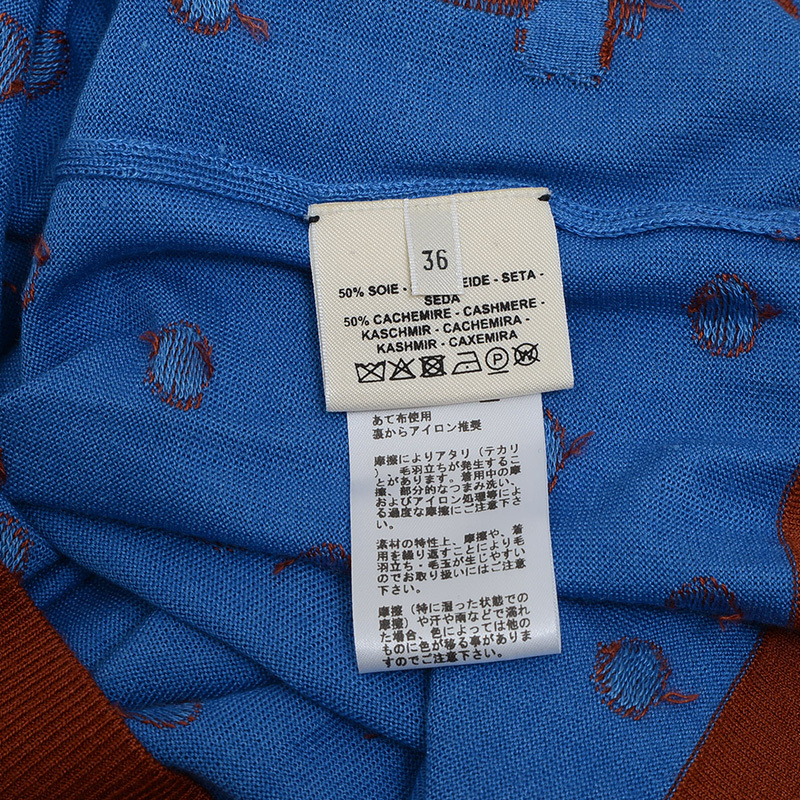 36
50% SOIE - EIDE - SETA -
SEDA
50% CACHEMIRE - CASHMERE -
KASCHMIR - CACHEMIRA -
KASHMIR - CAXEMIRA
P W
あて布使用
裏からアイロン推奨
摩擦によりアタリ（テカリ
）、毛羽立ちが発生するこ
とがあります。着用中の摩
擦、部分的なつまみ洗い、
およびアイロン処理等によ
る過度な摩擦にご注意下さ
い。
素材の特性上、摩擦や、着
用を繰り返すことにより毛
羽立ち・毛玉が生じやすい
のでお取り扱いにはご注意
下さい。
摩擦（特に湿った状態での
摩擦）や汗や雨などで濡れ
た場合、色によっては他の
ものに色が移る事がありま
すのでご注意下さい。